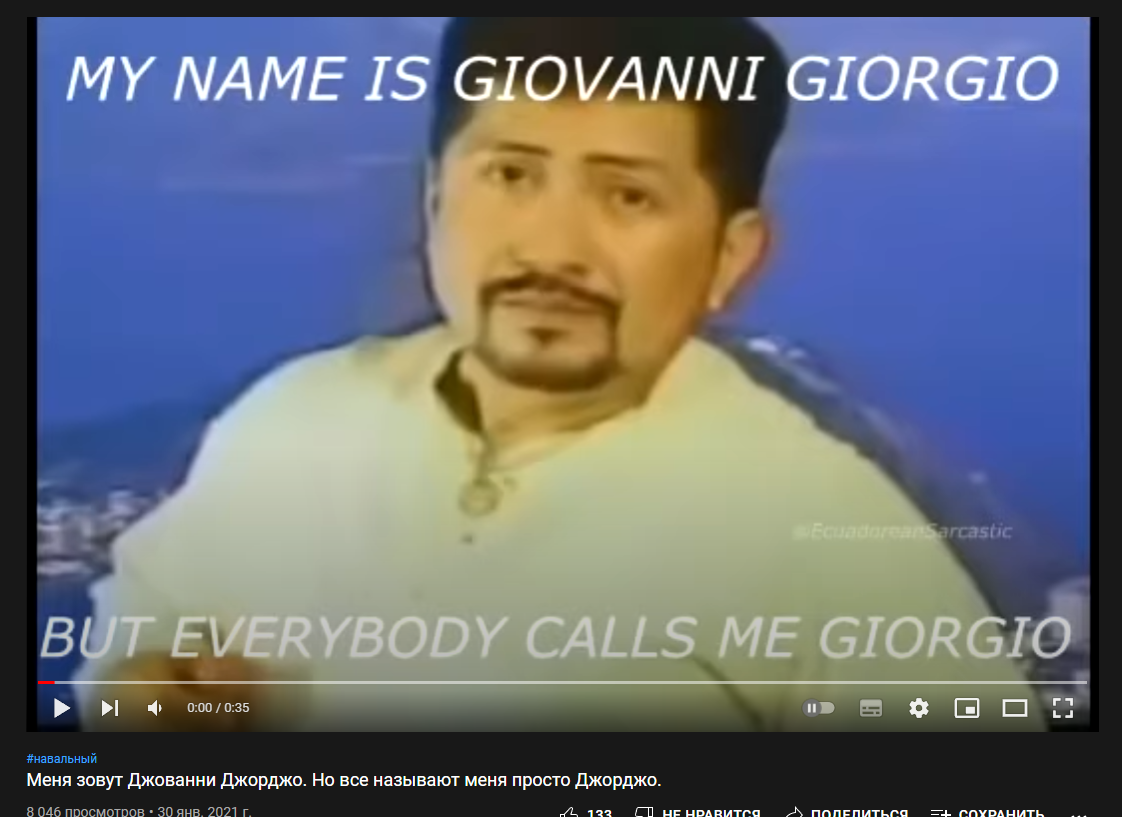 MY NAME IS GIOVANNI GIORGIO
@EcuadoreanSarcastic
BUT EVERYBODY CALLS ME GIORGIO
0:00 / 0:35
#навальный
Меня зовут Джованни Джорджо. Но все называют меня просто Джорджо.
8 046 просмотров • 30 янв. 2021 г.
133 НЕ НРАВИТСЯ ПОДЕЛИТЬСЯ СОХРАНИТЬ ...